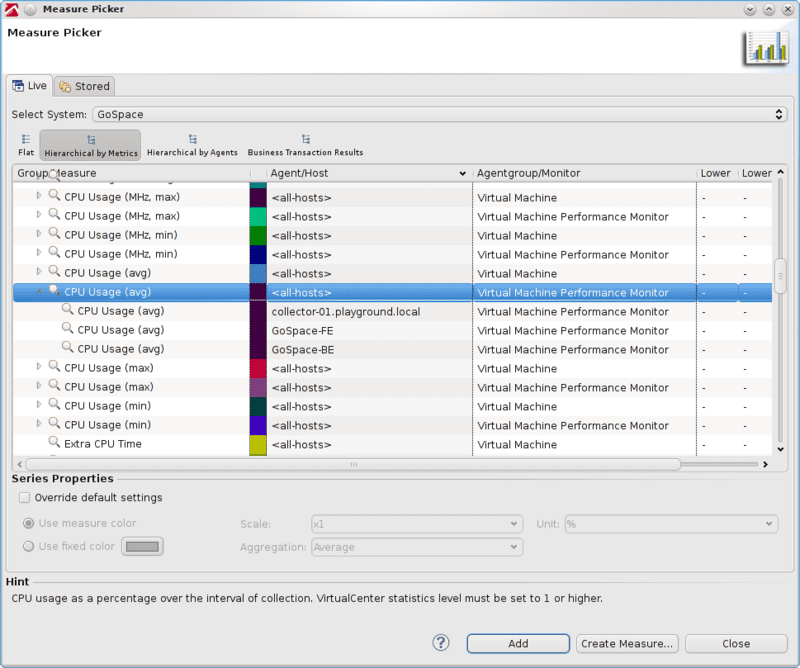 Measure Picker
Measure Picker
Live Stored
Select System: GoSpace
Flat Hierarchical by Metrics Hierarchical by Agents Business Transaction Results
Group/Measure Agent/Host Agentgroup/Monitor Lower Lower
CPU Usage (MHz, max) <all-hosts> Virtual Machine - -
CPU Usage (MHz, max) <all-hosts> Virtual Machine Performance Monitor - -
CPU Usage (MHz, min) <all-hosts> Virtual Machine - -
CPU Usage (MHz, min) <all-hosts> Virtual Machine Performance Monitor - -
CPU Usage (avg) <all-hosts> Virtual Machine - -
CPU Usage (avg) <all-hosts> Virtual Machine Performance Monitor - -
CPU Usage (avg) collector-01.playground.local Virtual Machine Performance Monitor - -
CPU Usage (avg) GoSpace-FE Virtual Machine Performance Monitor - -
CPU Usage (avg) GoSpace-BE Virtual Machine Performance Monitor - -
CPU Usage (max) <all-hosts> Virtual Machine - -
CPU Usage (max) <all-hosts> Virtual Machine Performance Monitor - -
CPU Usage (min) <all-hosts> Virtual Machine - -
CPU Usage (min) <all-hosts> Virtual Machine Performance Monitor - -
Extra CPU Time <all-hosts> Virtual Machine - -
Series Properties
Override default settings
Use measure color Scale: x1 Unit: %
Use fixed color Aggregation: Average
Hint
CPU usage as a percentage over the interval of collection. VirtualCenter statistics level must be set to 1 or higher.
? Add Create Measure... Close